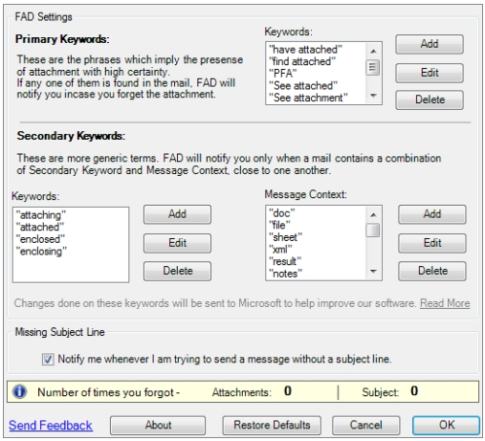 FAD Settings
Primary Keywords:
These are the phrases which imply the presense
of attachment with high certainty.
If any one of them is found in the mail, FAD will
notify you incase you forget the attachment.
Keywords:
"have attached"
"find attached"
"PFA"
"See attached"
"See attachment"
Add
Edit
Delete
Secondary Keywords:
These are more generic terms. FAD will notify you only when a mail contains a combination
of Secondary Keyword and Message Context, close to one another.
Keywords:
"attaching"
"attached"
"enclosed"
"enclosing"
Add
Edit
Delete
Message Context:
"doc"
"file"
"sheet"
"xml"
"result"
"notes"
Add
Edit
Delete
Changes done on these keywords will be sent to Microsoft to help improve our software. Read More
Missing Subject Line
Notify me whenever I am trying to send a message without a subject line.
Number of times you forgot - Attachments: 0 | Subject: 0
Send Feedback About Restore Defaults Cancel OK